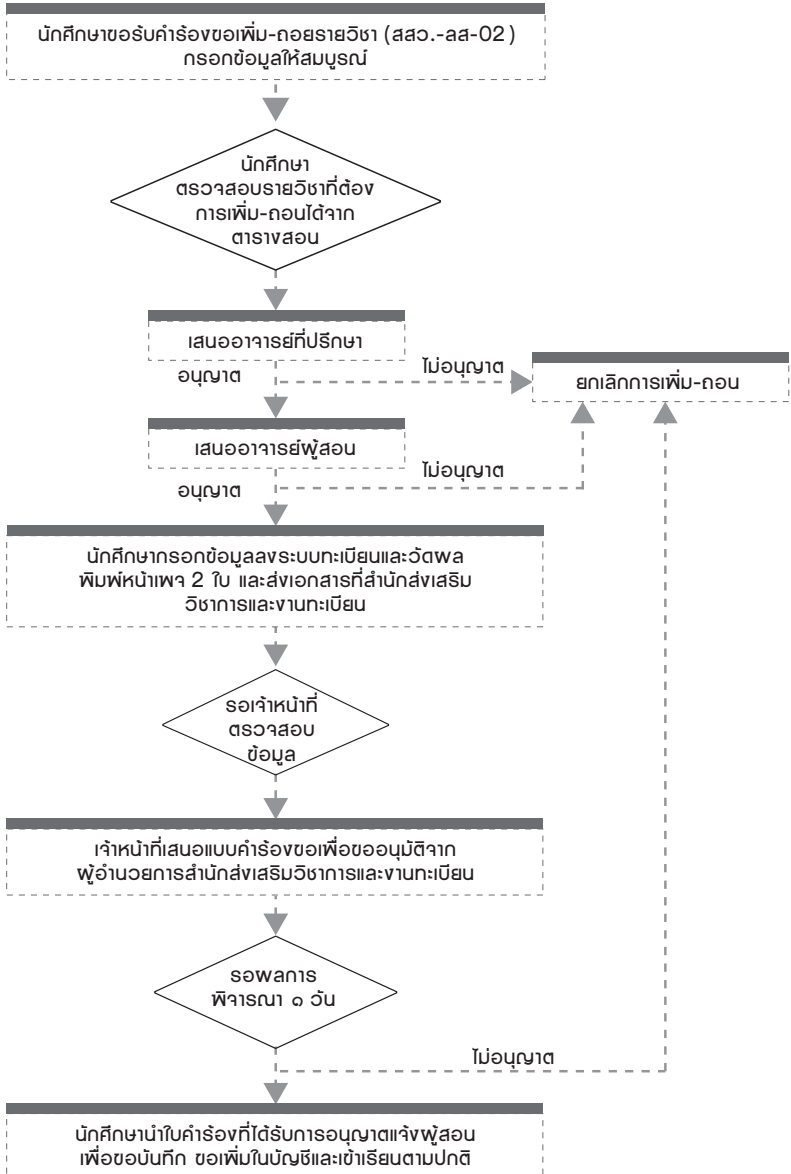 นักศึกษาขอรับคำร้องขอเพิ่ม-ถอยรายวิชา (สสว.-ลส-02)
กรอกข้อมูลให้สมบูรณ์
นักศึกษา
ตรวจสอบรายวิชาที่ต้อง
การเพิ่ม-ถอนได้จาก
ตารางสอน
เสนออาจารย์ที่ปรึกษา
อนุญาต
ไม่อนุญาต
ยกเลิกการเพิ่ม-ถอน
เสนออาจารย์ผู้สอน
อนุญาต
ไม่อนุญาต
นักศึกษากรอกข้อมูลลงระบบทะเบียนและวัดผล
พิมพ์หน้าเพจ 2 ใบ และส่งเอกสารที่สำนักส่งเสริม
วิชาการและงานทะเบียน
รอเจ้าหน้าที่
ตรวจสอบ
ข้อมูล
เจ้าหน้าที่เสนอแบบคำร้องขอเพื่อขออนุมัติจาก
ผู้อำนวยการสำนักส่งเสริมวิชาการและงานทะเบียน
รอผลการ
พิจารณา ๑ วัน
ไม่อนุญาต
นักศึกษานำใบคำร้องที่ได้รับการอนุญาตแจ้งผู้สอน
เพื่อขอบันทึก ขอเพิ่มในบัญชีและเข้าเรียนตามปกติ